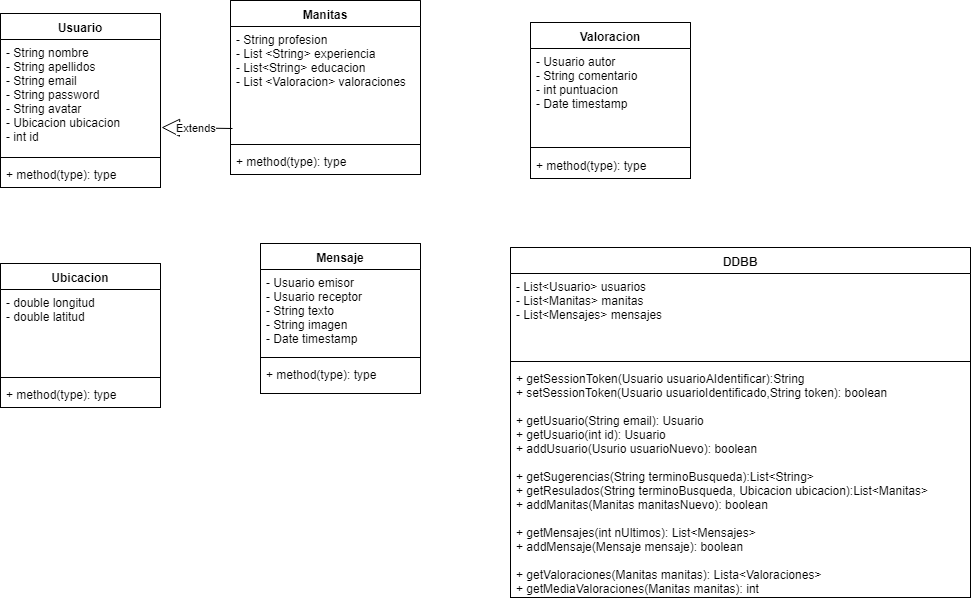 Usuario
- String nombre
- String apellidos
- String email
- String password
- String avatar
- Ubicacion ubicacion
- int id
+ method(type): type
Extends
Manitas
- String profesion
- List <String> experiencia
- List<String> educacion
- List <Valoracion> valoraciones
+ method(type): type
Valoracion
- Usuario autor
- String comentario
- int puntuacion
- Date timestamp
+ method(type): type
Ubicacion
- double longitud
- double latitud
+ method(type): type
Mensaje
- Usuario emisor
- Usuario receptor
- String texto
- String imagen
- Date timestamp
+ method(type): type
DDBB
- List<Usuario> usuarios
- List<Manitas> manitas
- List<Mensajes> mensajes
+ getSessionToken(Usuario usuarioAIdentificar):String
+ setSessionToken(Usuario usuarioIdentificado,String token): boolean
+ getUsuario(String email): Usuario
+ getUsuario(int id): Usuario
+ addUsuario(Usurio usuarioNuevo): boolean
+ getSugerencias(String terminoBusqueda):List<String>
+ getResulados(String terminoBusqueda, Ubicacion ubicacion):List<Manitas>
+ addManitas(Manitas manitasNuevo): boolean
+ getMensajes(int nUltimos): List<Mensajes>
+ addMensaje(Mensaje mensaje): boolean
+ getValoraciones(Manitas manitas): Lista<Valoraciones>
+ getMediaValoraciones(Manitas manitas): int